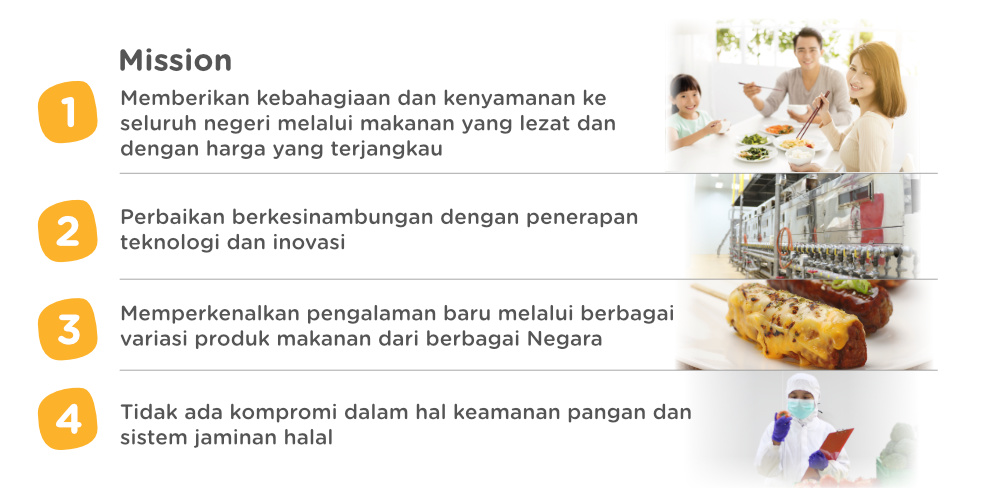 Mission
1
Memberikan kebahagiaan dan kenyamanan ke
seluruh negeri melalui makanan yang lezat dan
dengan harga yang terjangkau
2
Perbaikan berkesinambungan dengan penerapan
teknologi dan inovasi
3
Memperkenalkan pengalaman baru melalui berbagai
variasi produk makanan dari berbagai Negara
4
Tidak ada kompromi dalam hal keamanan pangan dan
sistem jaminan halal